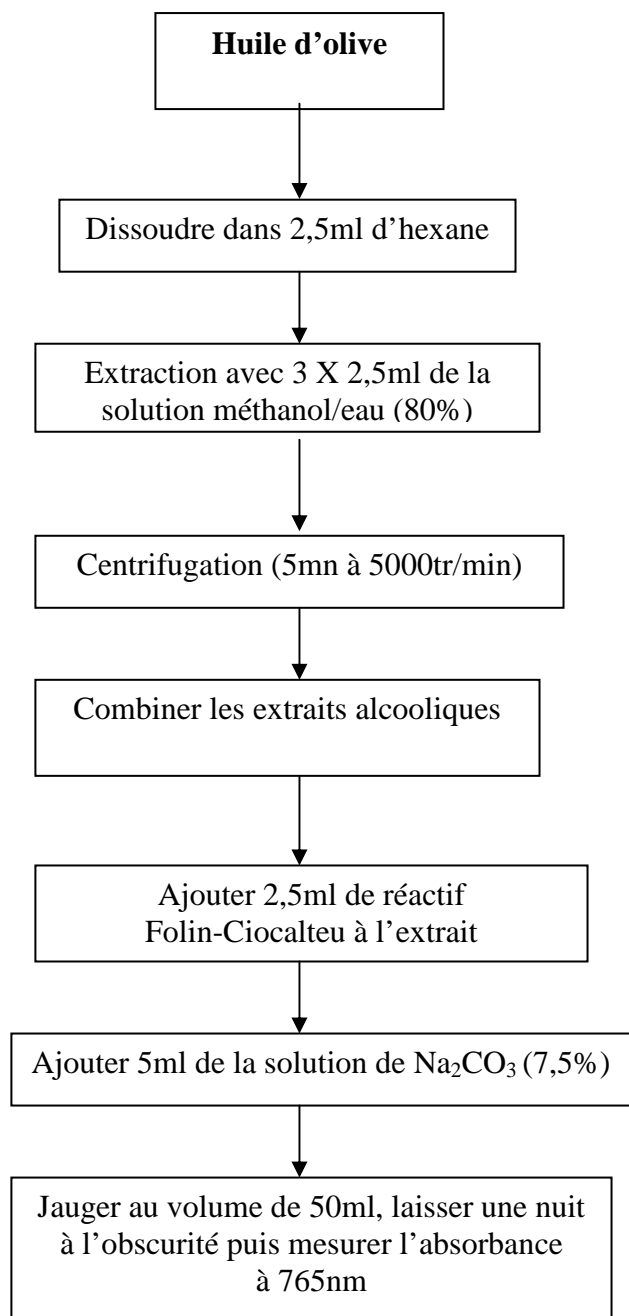 Huile d'olive
Dissoudre dans 2,5ml d'hexane
Extraction avec 3 X 2,5ml de la
solution méthanol/eau (80%)
Centrifugation (5mn à 5000tr/min)
Combiner les extraits alcooliques
Ajouter 2,5ml de réactif
Folin-Ciocalteu à l'extrait
Ajouter 5ml de la solution de Na₂CO₃ (7,5%)
Jauger au volume de 50ml, laisser une nuit
à l'obscurité puis mesurer l'absorbance
à 765nm